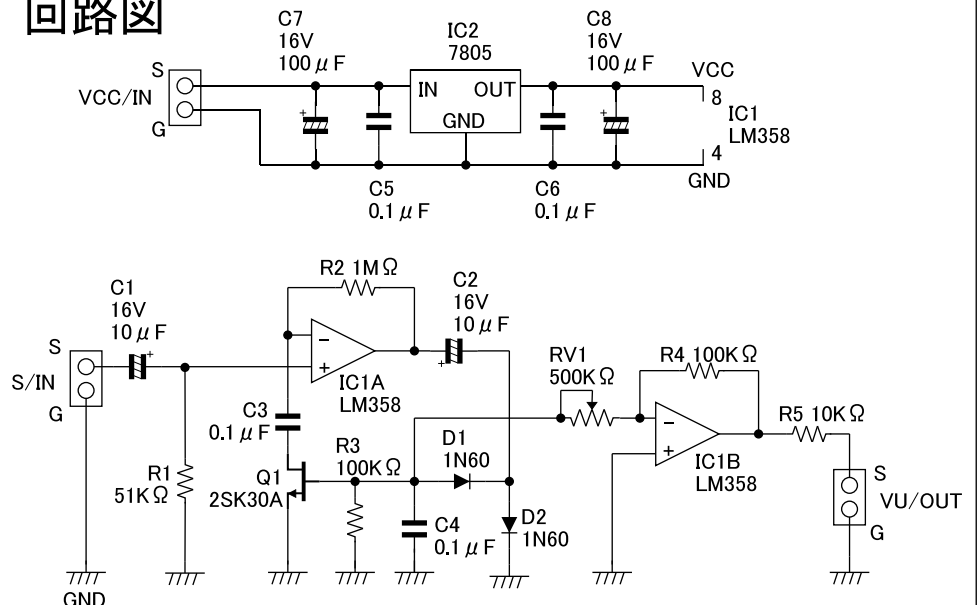 回路図
C7
16V
100μF
IC2
7805
C8
16V
100μF
S
VCC/IN
G
IN
OUT
GND
VCC
8
IC1
LM358
4
GND
C5
0.1μF
C6
0.1μF
R2 1MΩ
C1
16V
10μF
C2
16V
10μF
S
S/IN
G
GND
IC1A
LM358
C3
0.1μF
R1
51KΩ
Q1
2SK30A
R3
100KΩ
D1
1N60
C4
0.1μF
D2
1N60
RV1
500KΩ
R4 100KΩ
IC1B
LM358
R5 10KΩ
S
VU/OUT
G